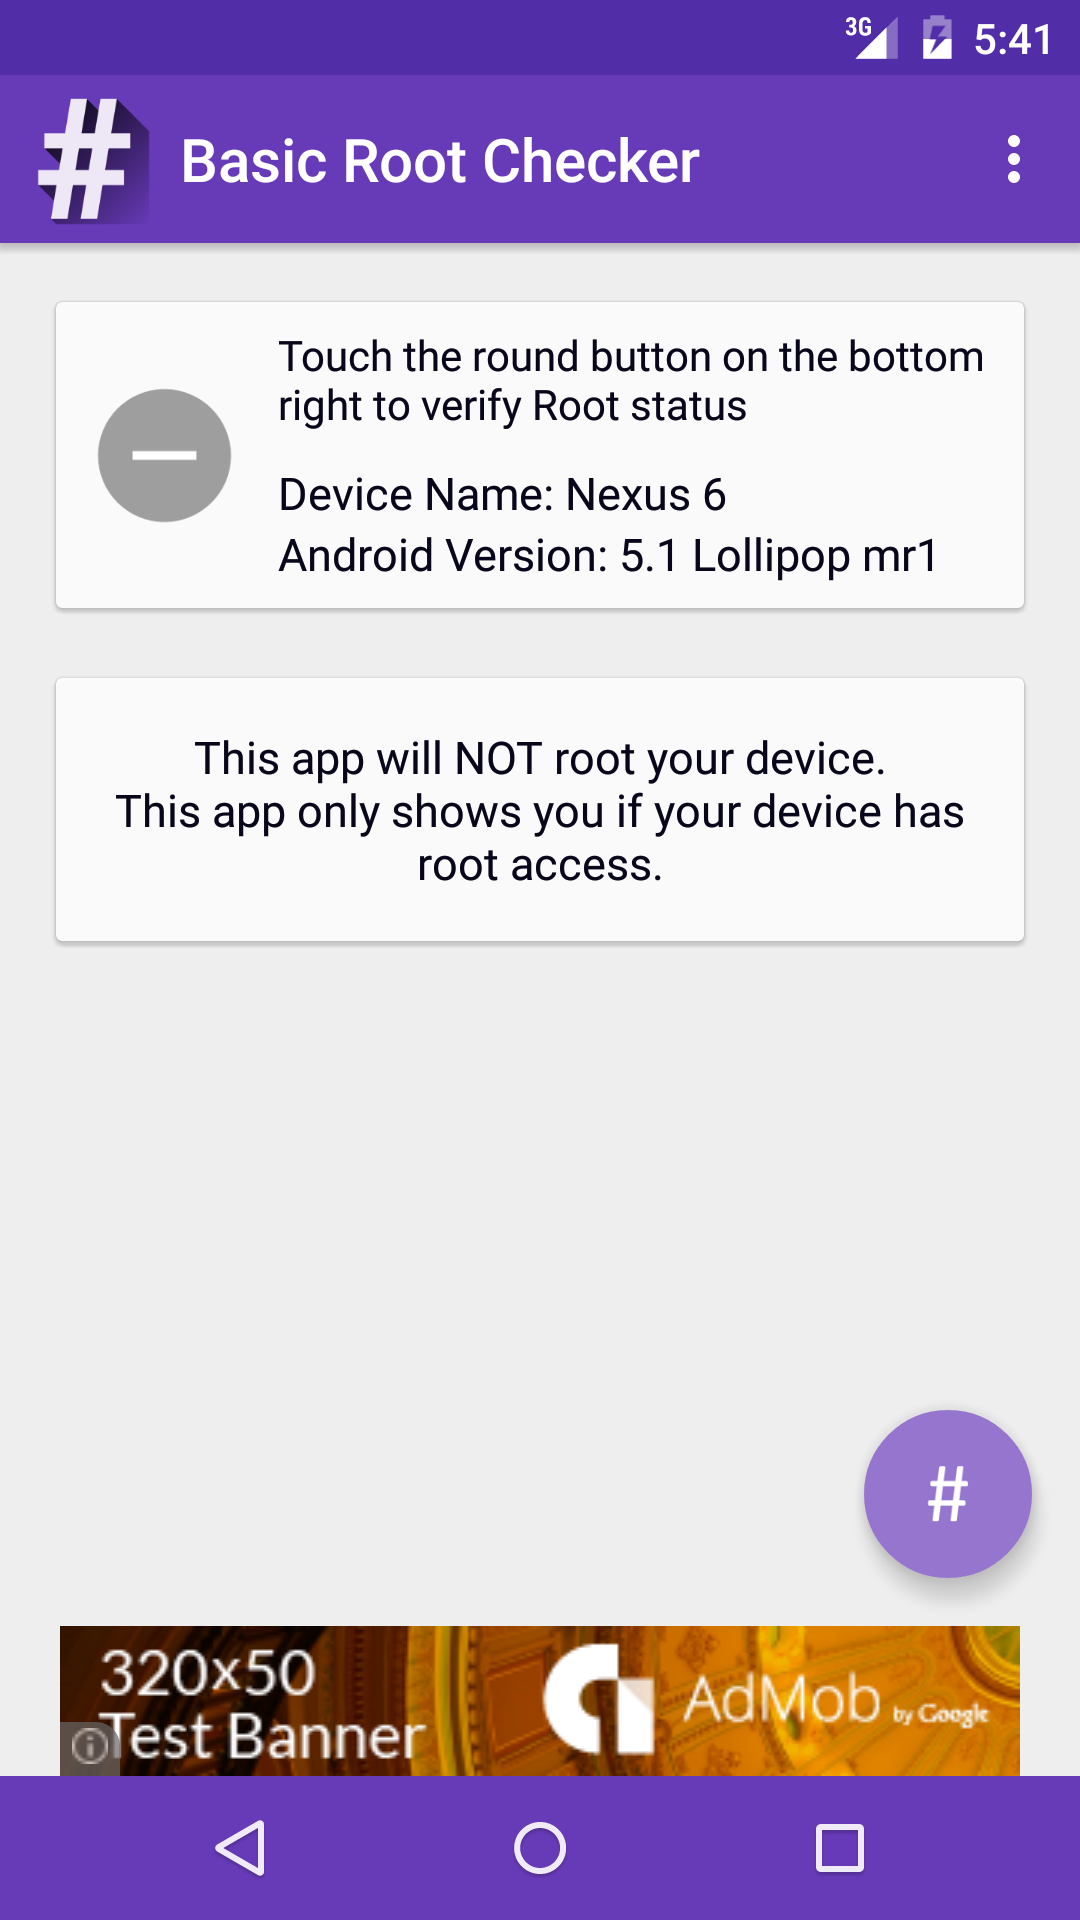 3G 5:41
# Basic Root Checker
Touch the round button on the bottom
right to verify Root status
Device Name: Nexus 6
Android Version: 5.1 Lollipop mr1
This app will NOT root your device.
This app only shows you if your device has
root access.
#
320x50
Test Banner
AdMob by Google